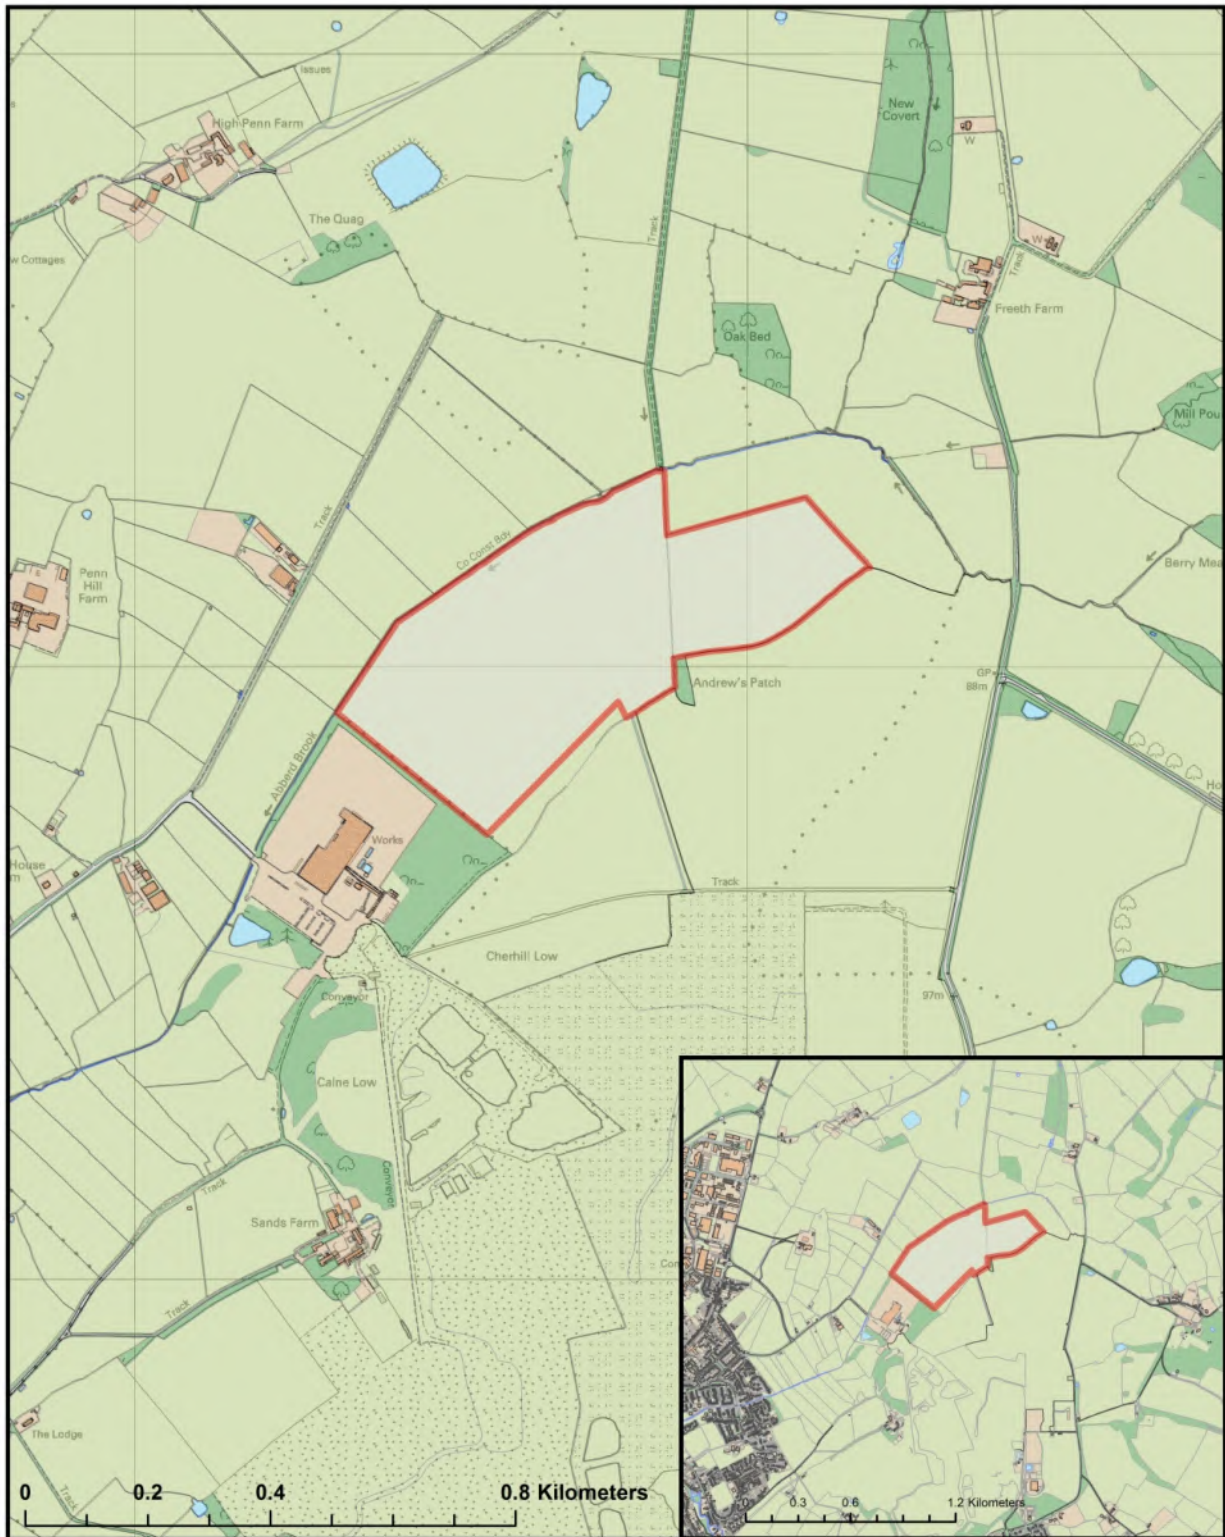 Issues
High Penn Farm
New
Covert
W
The Quag
Track
W
w Cottages
Track
Freeth Farm
Oak Bed
Mill Pou
Track
Co Const Bdy
Penn
Hill
Farm
Berry Mea
GP
88m
Andrew's Patch
Abberd Brook
Works
House
m
Track
Cherhill Low
Conveyor
97m
Calne Low
Conveyor
Track
Sands Farm
Con
Track
The Lodge
Track
0 0.2 0.4 0.8 Kilometers
0 0.3 0.6 1.2 Kilometers